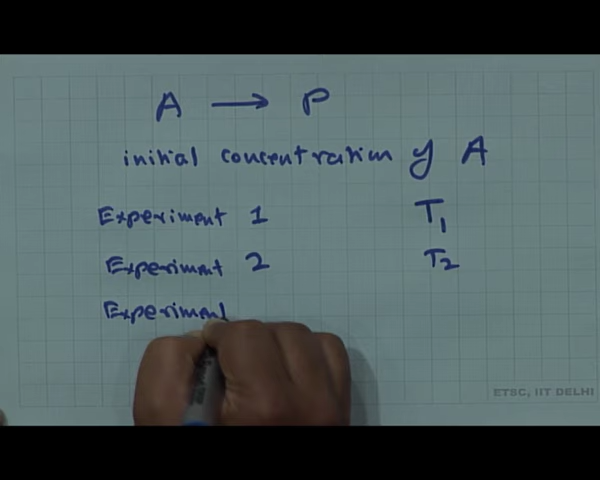 A → P
initial concentration of A
Experiment 1 T1
Experiment 2 T2
Experiment
ETSC, IIT DELHI